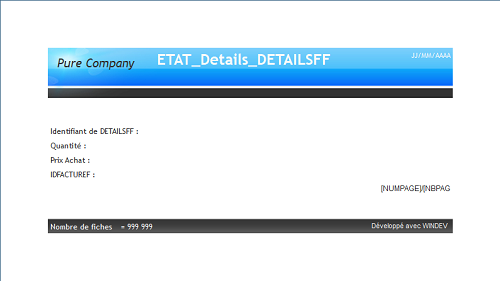 Pure Company ETAT_Details_DETAILSFF JJ/MM/AAAA
Identifiant de DETAILSFF :
Quantité :
Prix Achat :
IDFACTUREF :
[NUMPAGE]/[NBPAG
Nombre de fiches = 999 999 Développé avec WINDEV